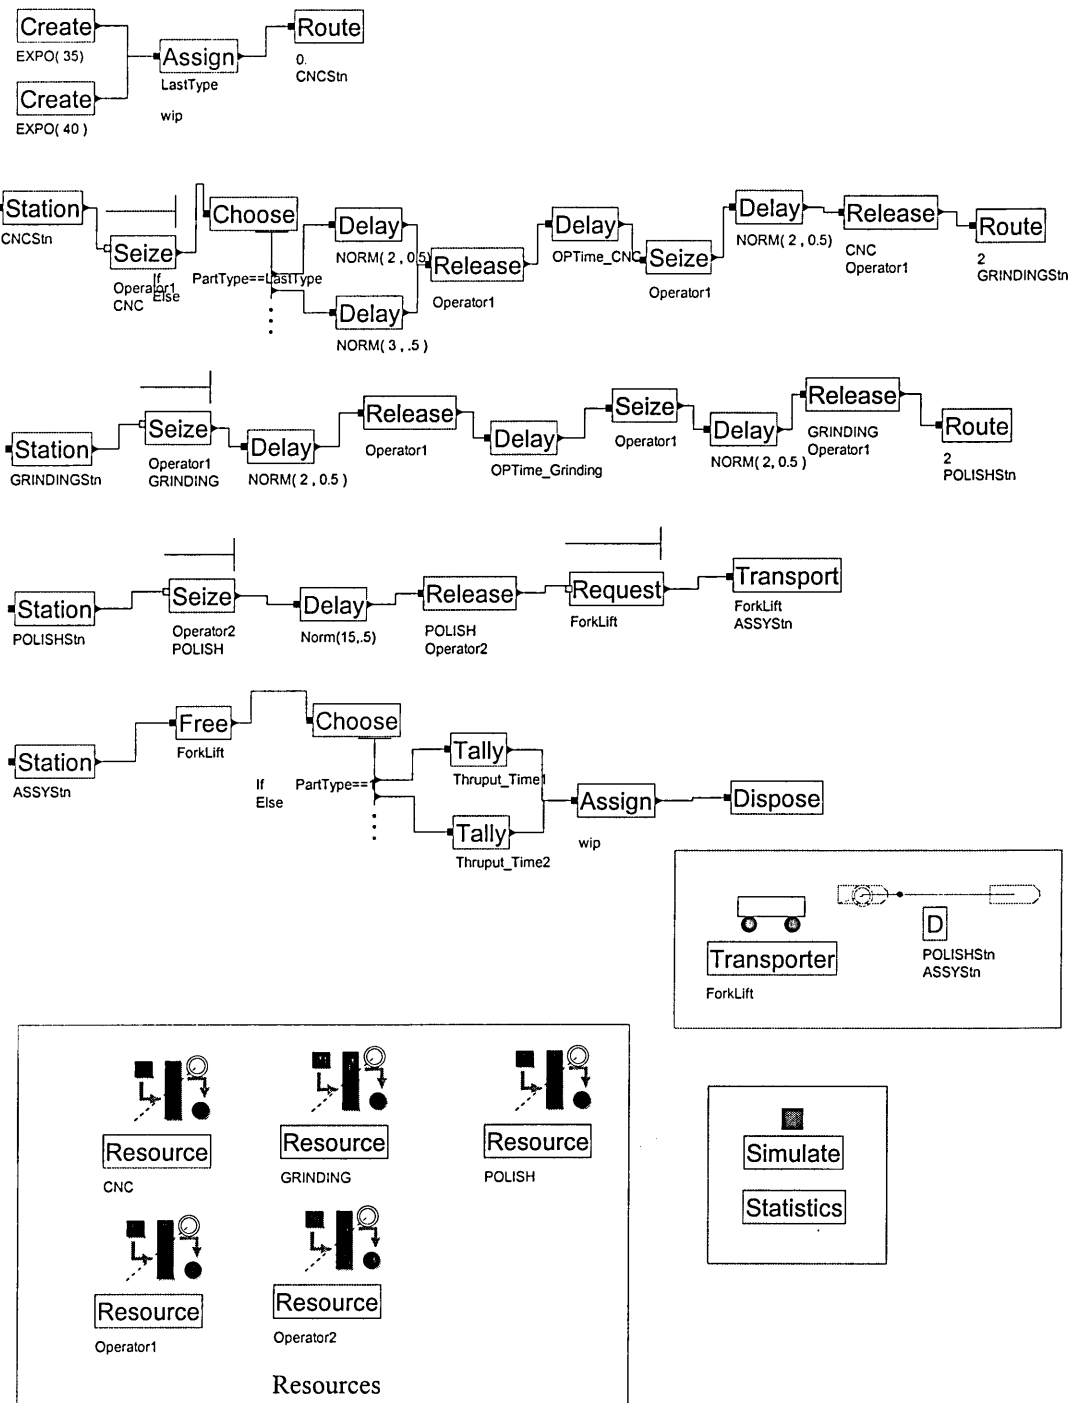 Create
EXPO( 35)
Create
EXPO( 40 )
Assign
LastType
wip
Route
0.
CNCStn
Station
CNCStn
Seize
Operator1
CNC
Choose
If
Else
PartType==LastType
Delay
NORM( 2 , 0.5)
Delay
NORM( 3 , .5 )
Release
Operator1
Delay
OPTime_CNC
Seize
Operator1
Delay
NORM( 2 , 0.5)
Release
CNC
Operator1
Route
2
GRINDINGStn
Station
GRINDINGStn
Seize
Operator1
GRINDING
Delay
NORM( 2 , 0.5 )
Release
Operator1
Delay
OPTime_Grinding
Seize
Operator1
Delay
NORM( 2, 0.5 )
Release
GRINDING
Operator1
Route
2
POLISHStn
Station
POLISHStn
Seize
Operator2
POLISH
Delay
Norm(15,.5)
Release
POLISH
Operator2
Request
ForkLift
Transport
ForkLift
ASSYStn
Station
ASSYStn
Free
ForkLift
Choose
If
Else
PartType==
Tally
Thruput_Time1
Tally
Thruput_Time2
Assign
wip
Dispose
Transporter
ForkLift
D
POLISHStn
ASSYStn
Resource
CNC
Resource
GRINDING
Resource
POLISH
Resource
Operator1
Resource
Operator2
Resources
Simulate
Statistics